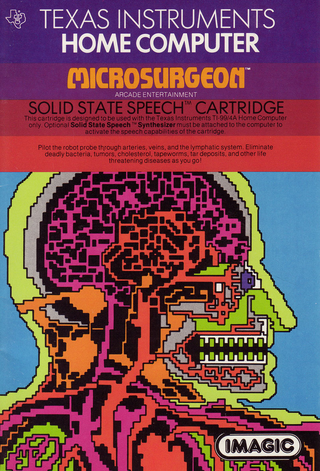 TEXAS INSTRUMENTS
HOME COMPUTER
MICROSURGEON™
ARCADE ENTERTAINMENT
SOLID STATE SPEECH™ CARTRIDGE
This cartridge is designed to be used with the Texas Instruments TI-99/4A Home Computer
only. Optional Solid State Speech™ Synthesizer must be attached to the computer to
activate the speech capabilities of the cartridge.
Pilot the robot probe through arteries, veins, and the lymphatic system. Eliminate
deadly bacteria, tumors, cholesterol, tapeworms, tar deposits, and other life
threatening diseases as you go!
IMAGIC